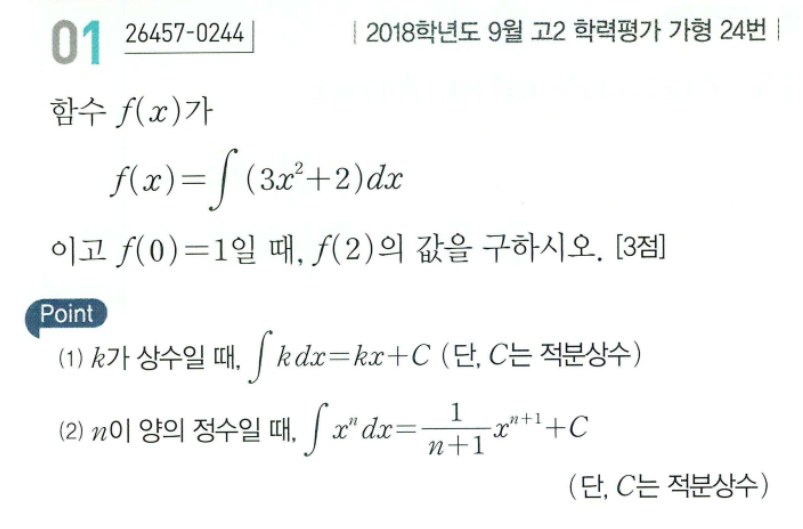 01 26457-0244 | 2018학년도 9월 고2 학력평가 가형 24번 |
함수 f(x)가
f(x)=∫(3x²+2)dx
이고 f(0)=1일 때, f(2)의 값을 구하시오. [3점]
Point
(1) k가 상수일 때, ∫k dx=kx+C (단, C는 적분상수)
(2) n이 양의 정수일 때, ∫xⁿ dx=1/(n+1) xⁿ⁺¹+C
(단, C는 적분상수)